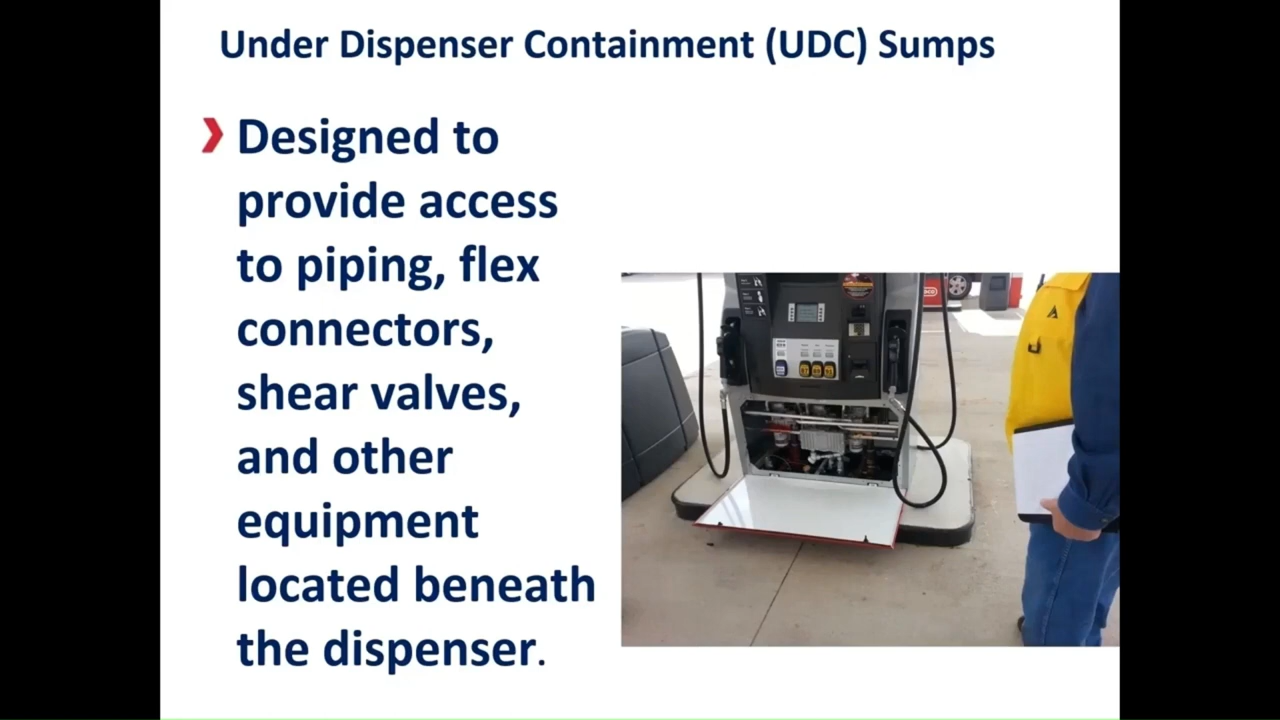 Under Dispenser Containment (UDC) Sumps
Designed to
provide access
to piping, flex
connectors,
shear valves,
and other
equipment
located beneath
the dispenser.